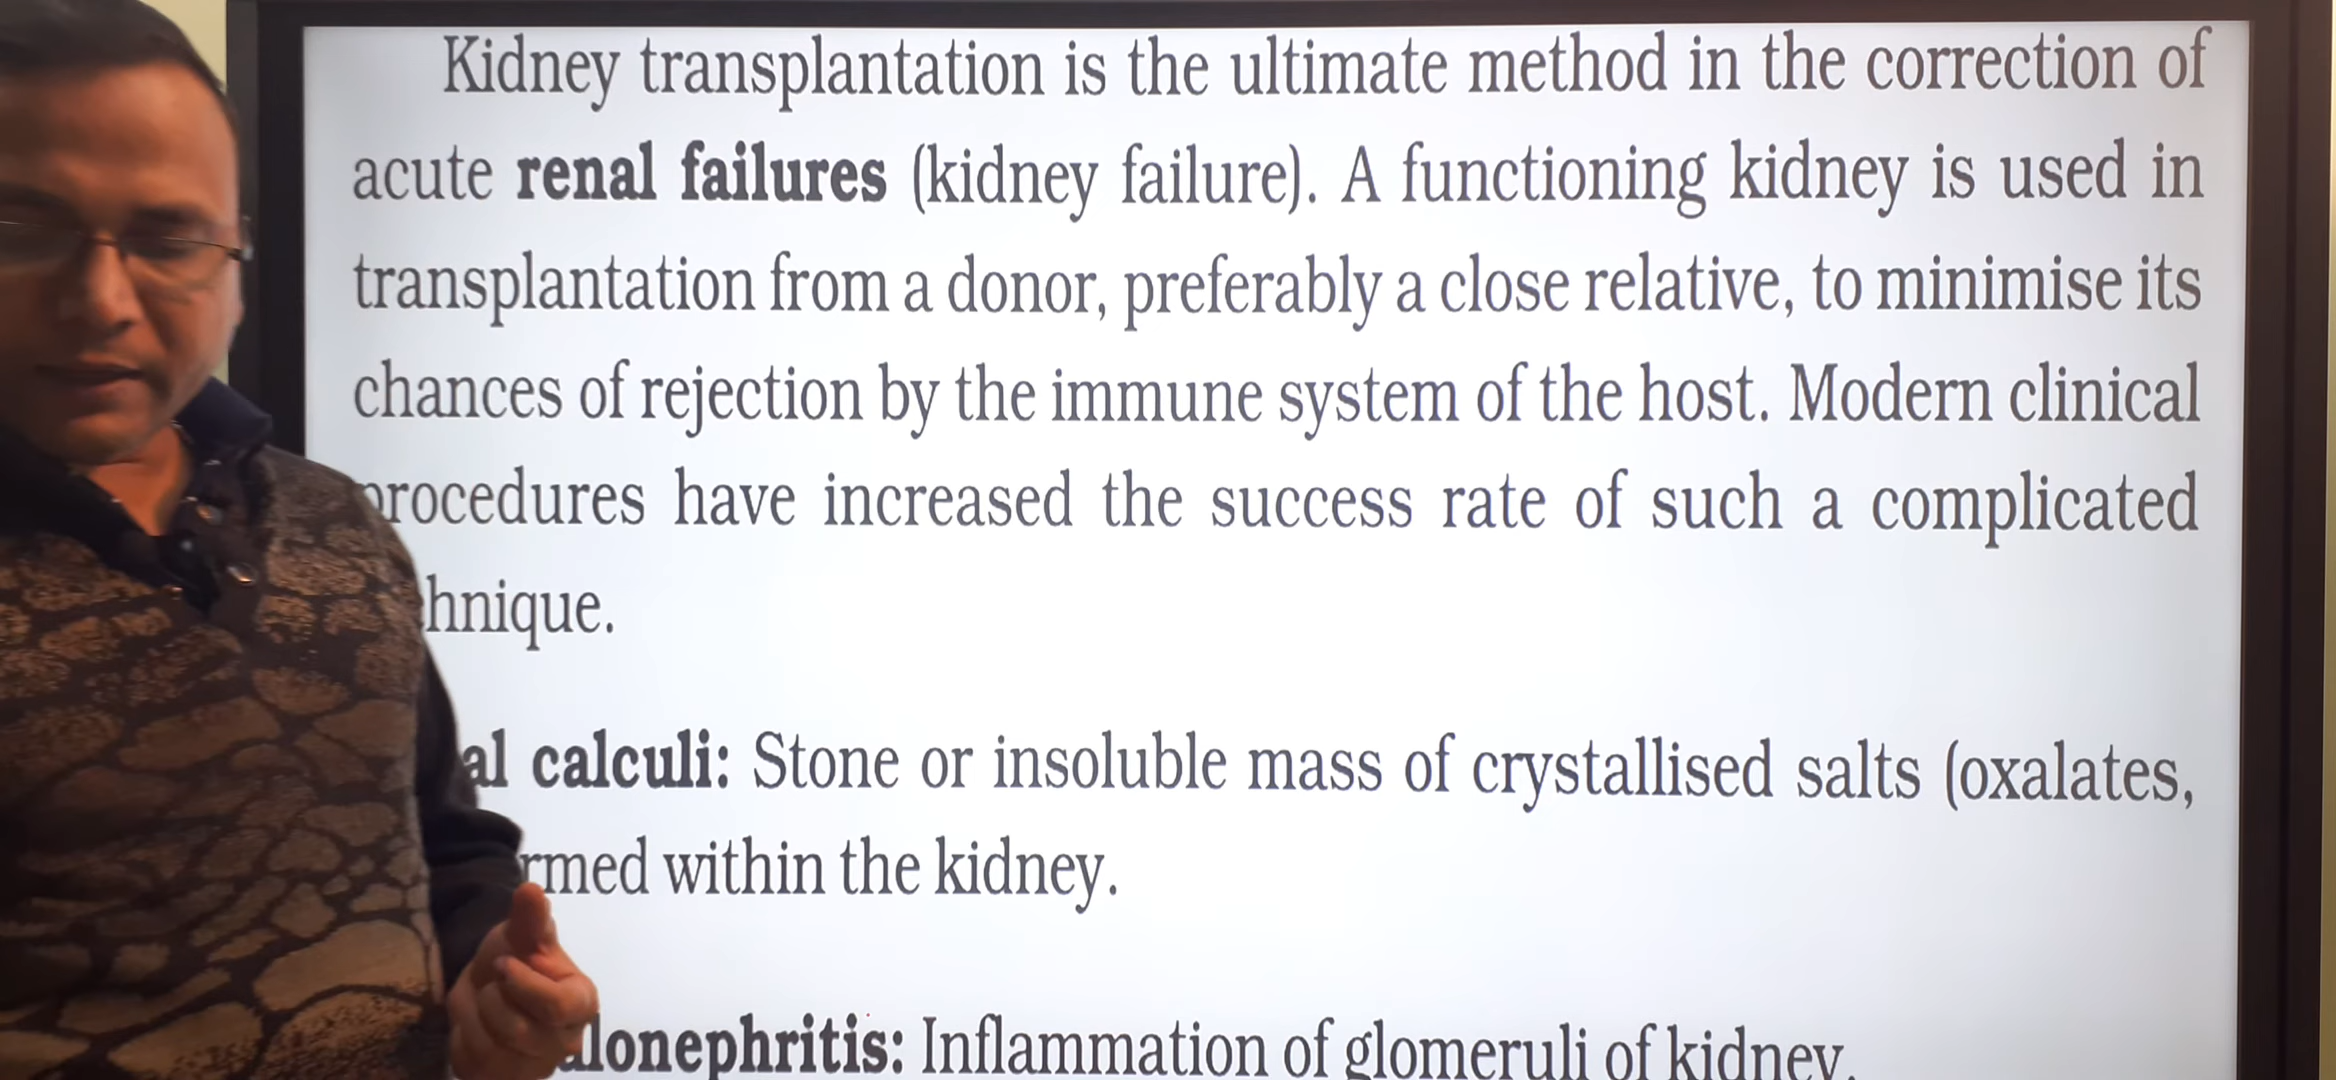 Kidney transplantation is the ultimate method in the correction of
acute renal failures (kidney failure). A functioning kidney is used in
transplantation from a donor, preferably a close relative, to minimise its
chances of rejection by the immune system of the host. Modern clinical
procedures have increased the success rate of such a complicated
hnique.
al calculi: Stone or insoluble mass of crystallised salts (oxalates,
rmed within the kidney.
lonephritis: Inflammation of glomeruli of kidney.